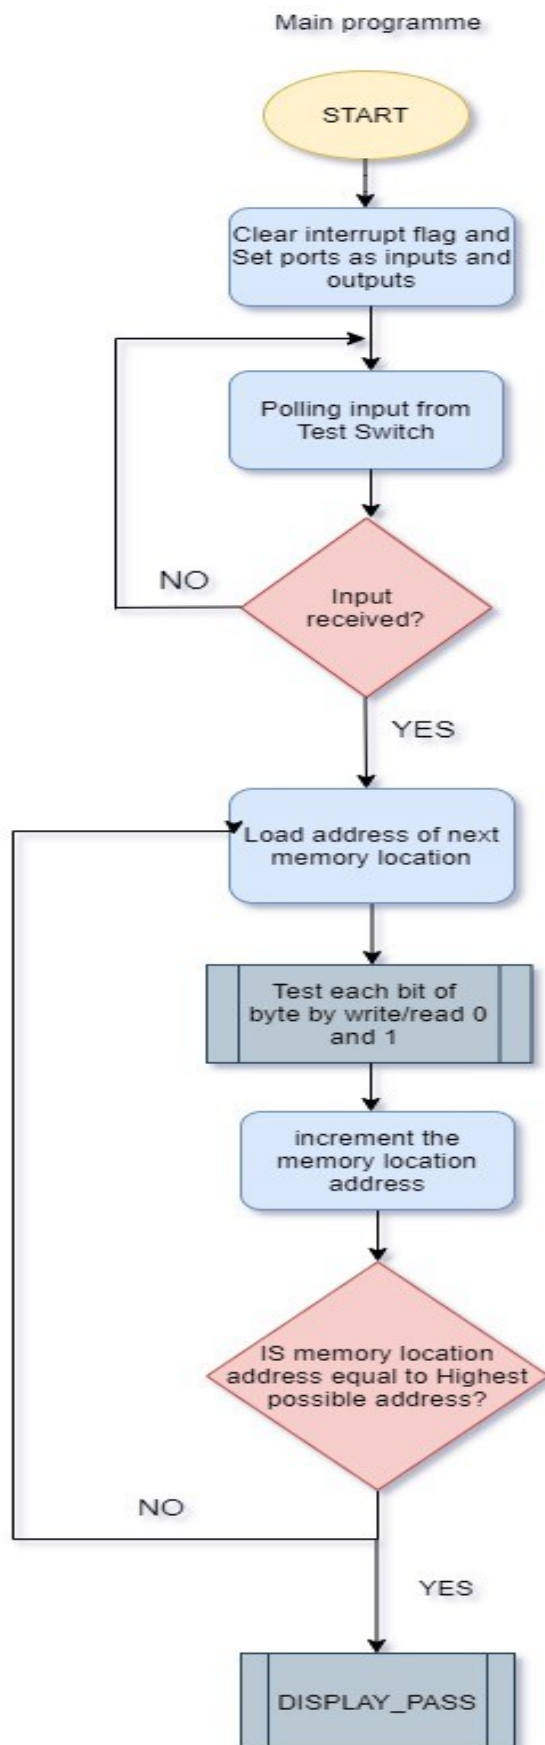 Main programme
START
Clear interrupt flag and
Set ports as inputs and
outputs
Polling input from
Test Switch
NO
Input
received?
YES
Load address of next
memory location
Test each bit of
byte by write/read 0
and 1
increment the
memory location
address
IS memory location
address equal to Highest
possible address?
NO
YES
DISPLAY_PASS